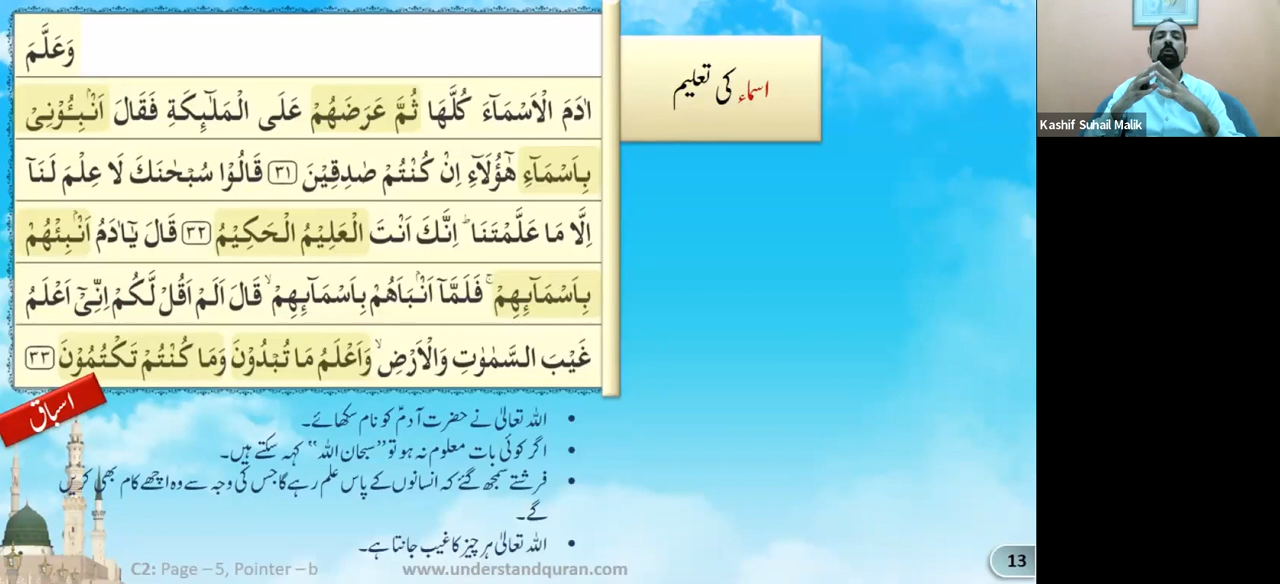 وَعَلَّمَ
اٰدَمَ الْاَسْمَآءَ كُلَّهَا ثُمَّ عَرَضَهُمْ عَلَى الْمَلٰٓئِكَةِ فَقَالَ اَنْۢبِـُٔوْنِىْ
بِاَسْمَآءِ هٰٓؤُلَآءِ اِنْ كُنْتُمْ صٰدِقِيْنَ ۳۱ قَالُوْا سُبْحٰنَكَ لَا عِلْمَ لَنَآ
اِلَّا مَا عَلَّمْتَنَا ؕ اِنَّكَ اَنْتَ الْعَلِيْمُ الْحَكِيْمُ ۳۲ قَالَ يٰٓاٰدَمُ اَنْۢبِئْهُمْ
بِاَسْمَآئِهِمْ ۚ فَلَمَّآ اَنْۢبَاَهُمْ بِاَسْمَآئِهِمْ ۙ قَالَ اَلَمْ اَقُلْ لَّكُمْ اِنِّىْٓ اَعْلَمُ
غَيْبَ السَّمٰوٰتِ وَالْاَرْضِ ۙ وَاَعْلَمُ مَا تُبْدُوْنَ وَمَا كُنْتُمْ تَكْتُمُوْنَ ۳۳
اسماء کی تعلیم
Kashif Suhail Malik
اسباق
• اللہ تعالیٰ نے حضرت آدمؑ کو نام سکھائے۔
• اگر کوئی بات معلوم نہ ہو تو ”سبحان اللہ“ کہہ سکتے ہیں۔
• فرشتے سمجھ گئے کہ انسانوں کے پاس علم رہے گا جس کی وجہ سے وہ اچھے کام بھی کریں
گے۔
• اللہ تعالیٰ ہر چیز کا غیب جانتا ہے۔
C2: Page – 5, Pointer – b
www.understandquran.com
13